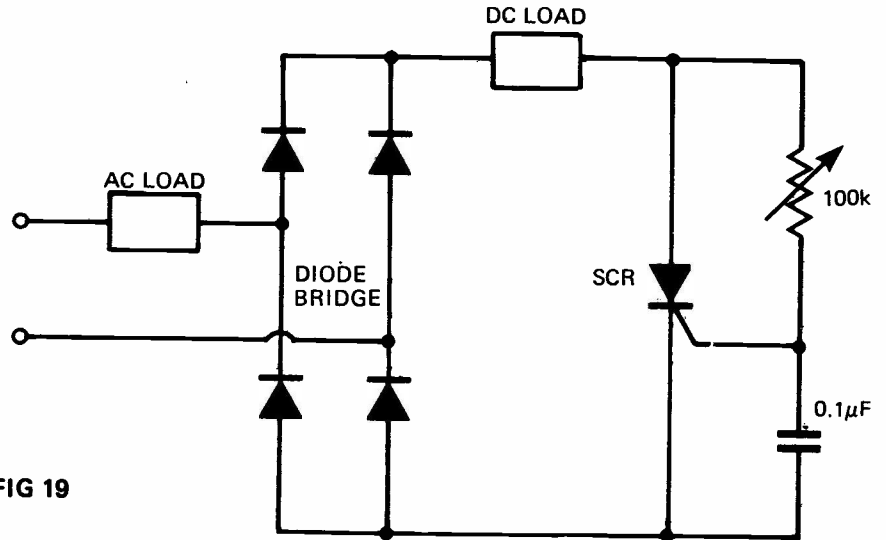 DC LOAD
AC LOAD
100k
SCR
DIODE
BRIDGE
0.1μF
FIG 19